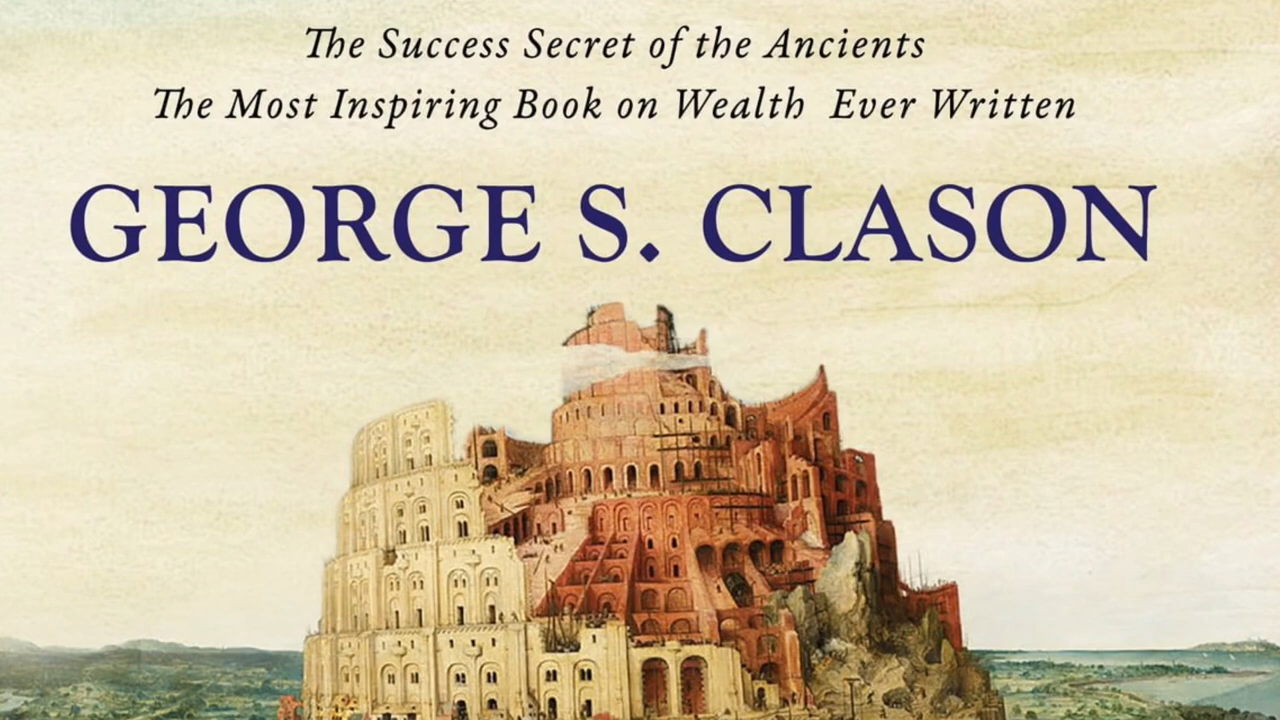 The Success Secret of the Ancients
The Most Inspiring Book on Wealth Ever Written
GEORGE S. CLASON